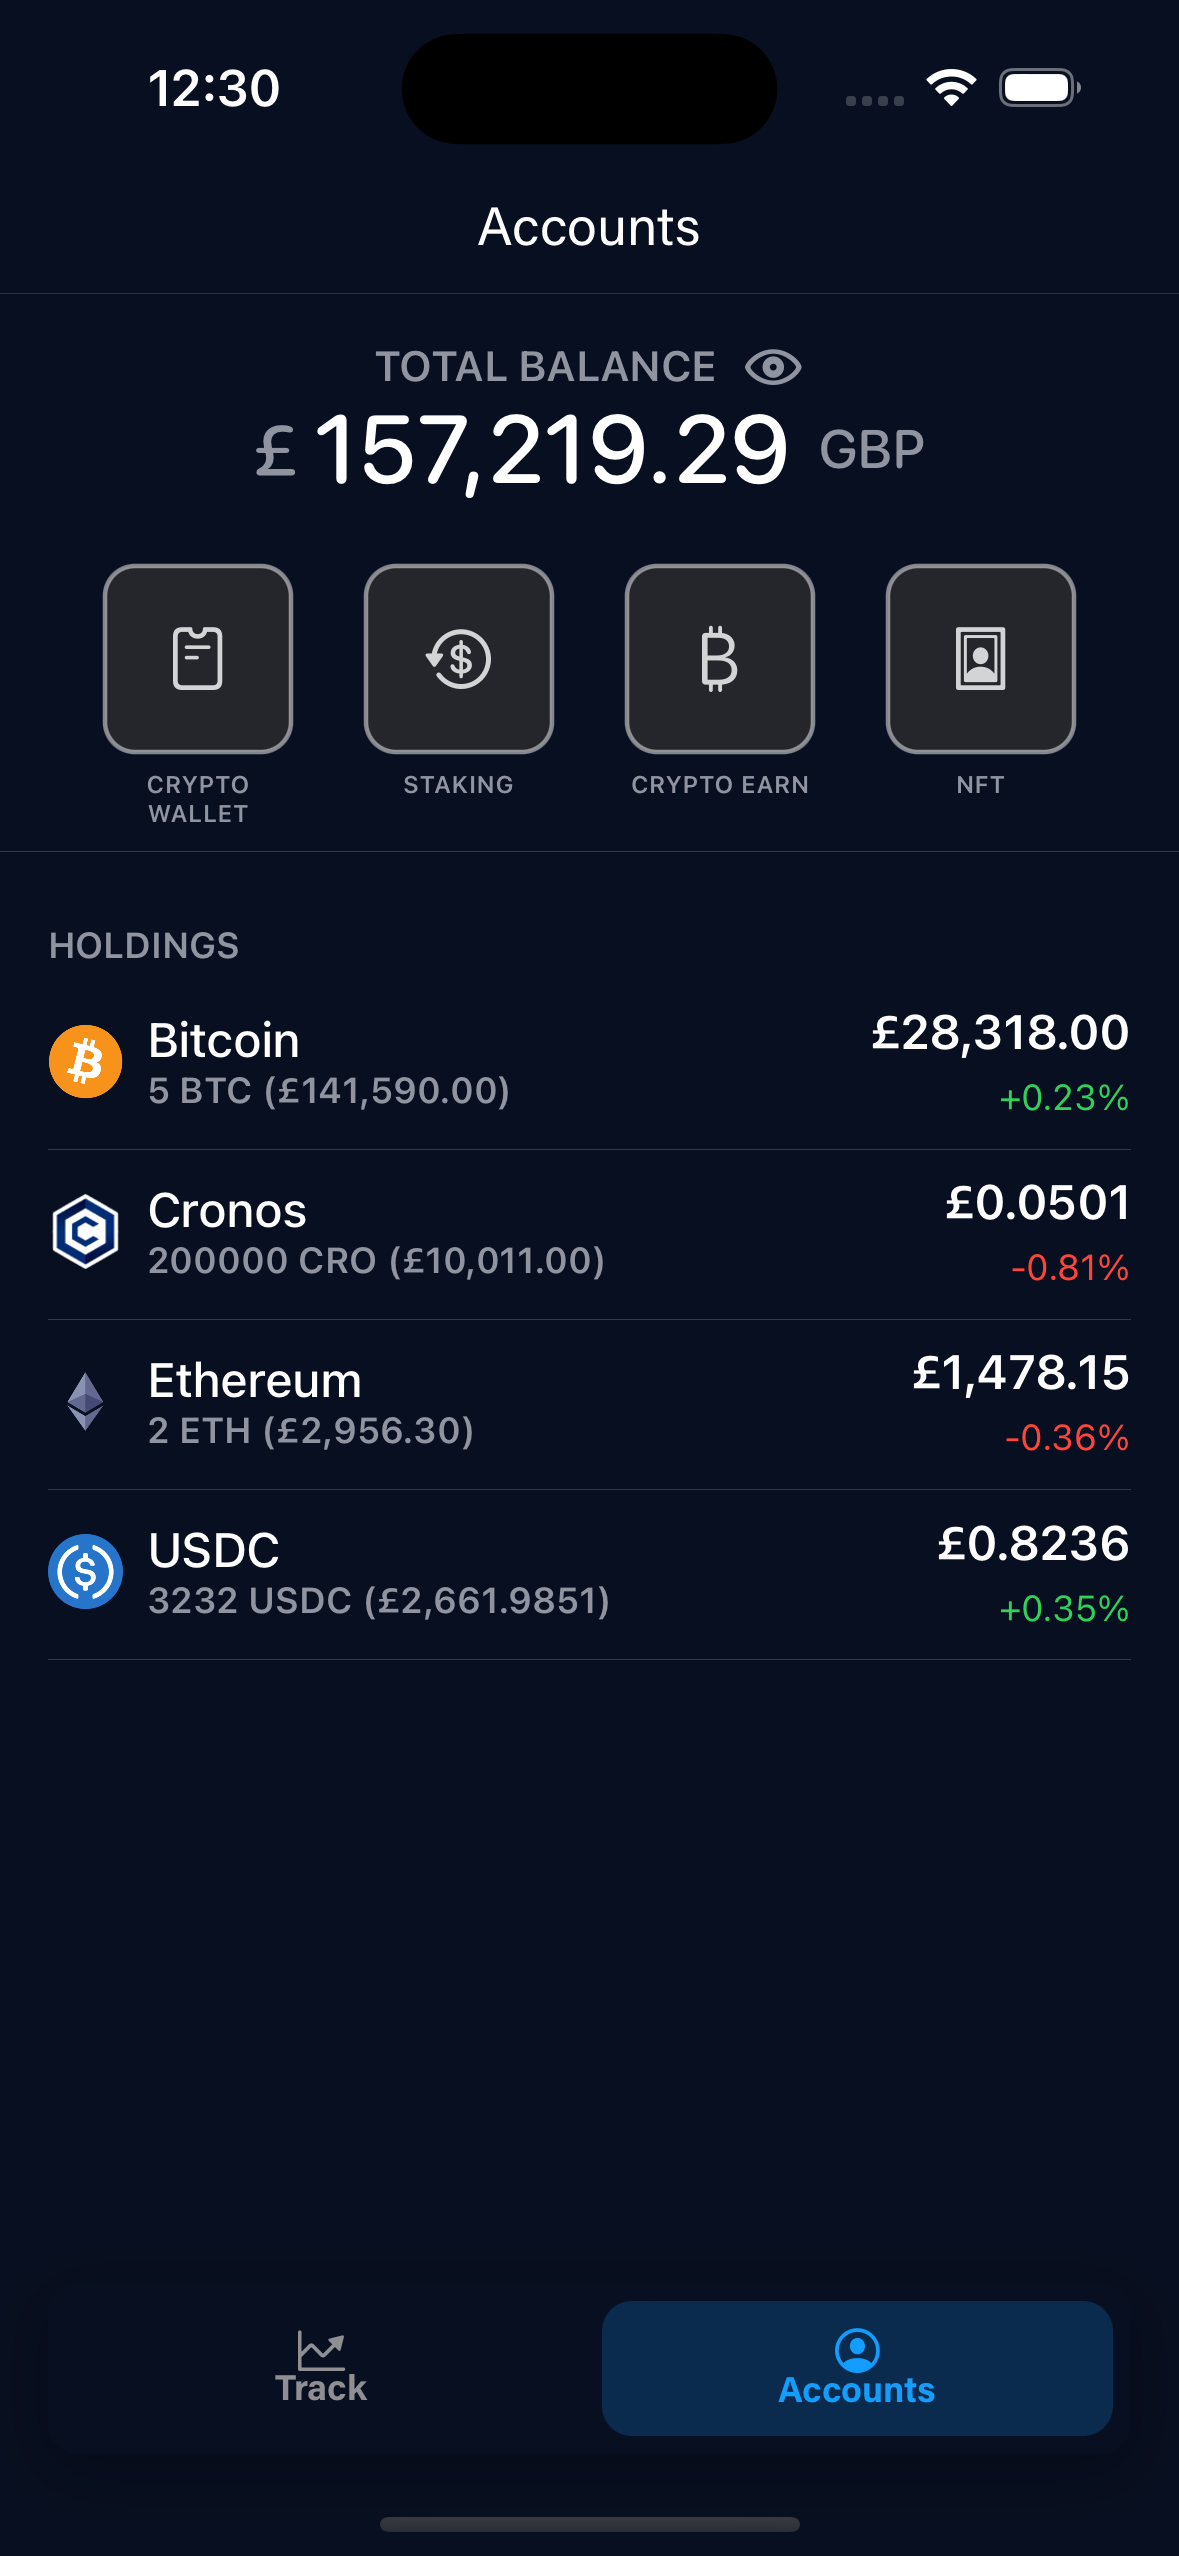 12:30
Accounts
TOTAL BALANCE
£ 157,219.29 GBP
CRYPTO WALLET
STAKING
CRYPTO EARN
NFT
HOLDINGS
Bitcoin
5 BTC (£141,590.00)
£28,318.00
+0.23%
Cronos
200000 CRO (£10,011.00)
£0.0501
-0.81%
Ethereum
2 ETH (£2,956.30)
£1,478.15
-0.36%
USDC
3232 USDC (£2,661.9851)
£0.8236
+0.35%
Track
Accounts